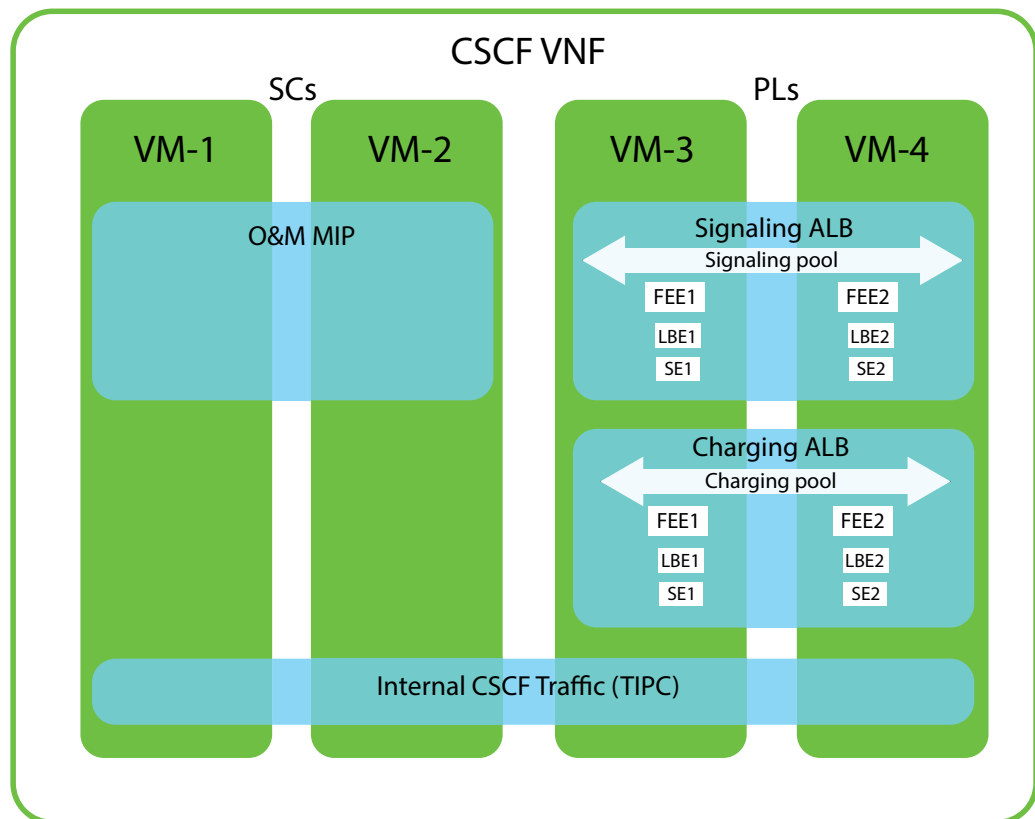 CSCF VNF
SCs
PLs
VM-1
VM-2
VM-3
VM-4
O&M MIP
Signaling ALB
Signaling pool
FEE1
FEE2
LBE1
LBE2
SE1
SE2
Charging ALB
Charging pool
FEE1
FEE2
LBE1
LBE2
SE1
SE2
Internal CSCF Traffic (TIPC)